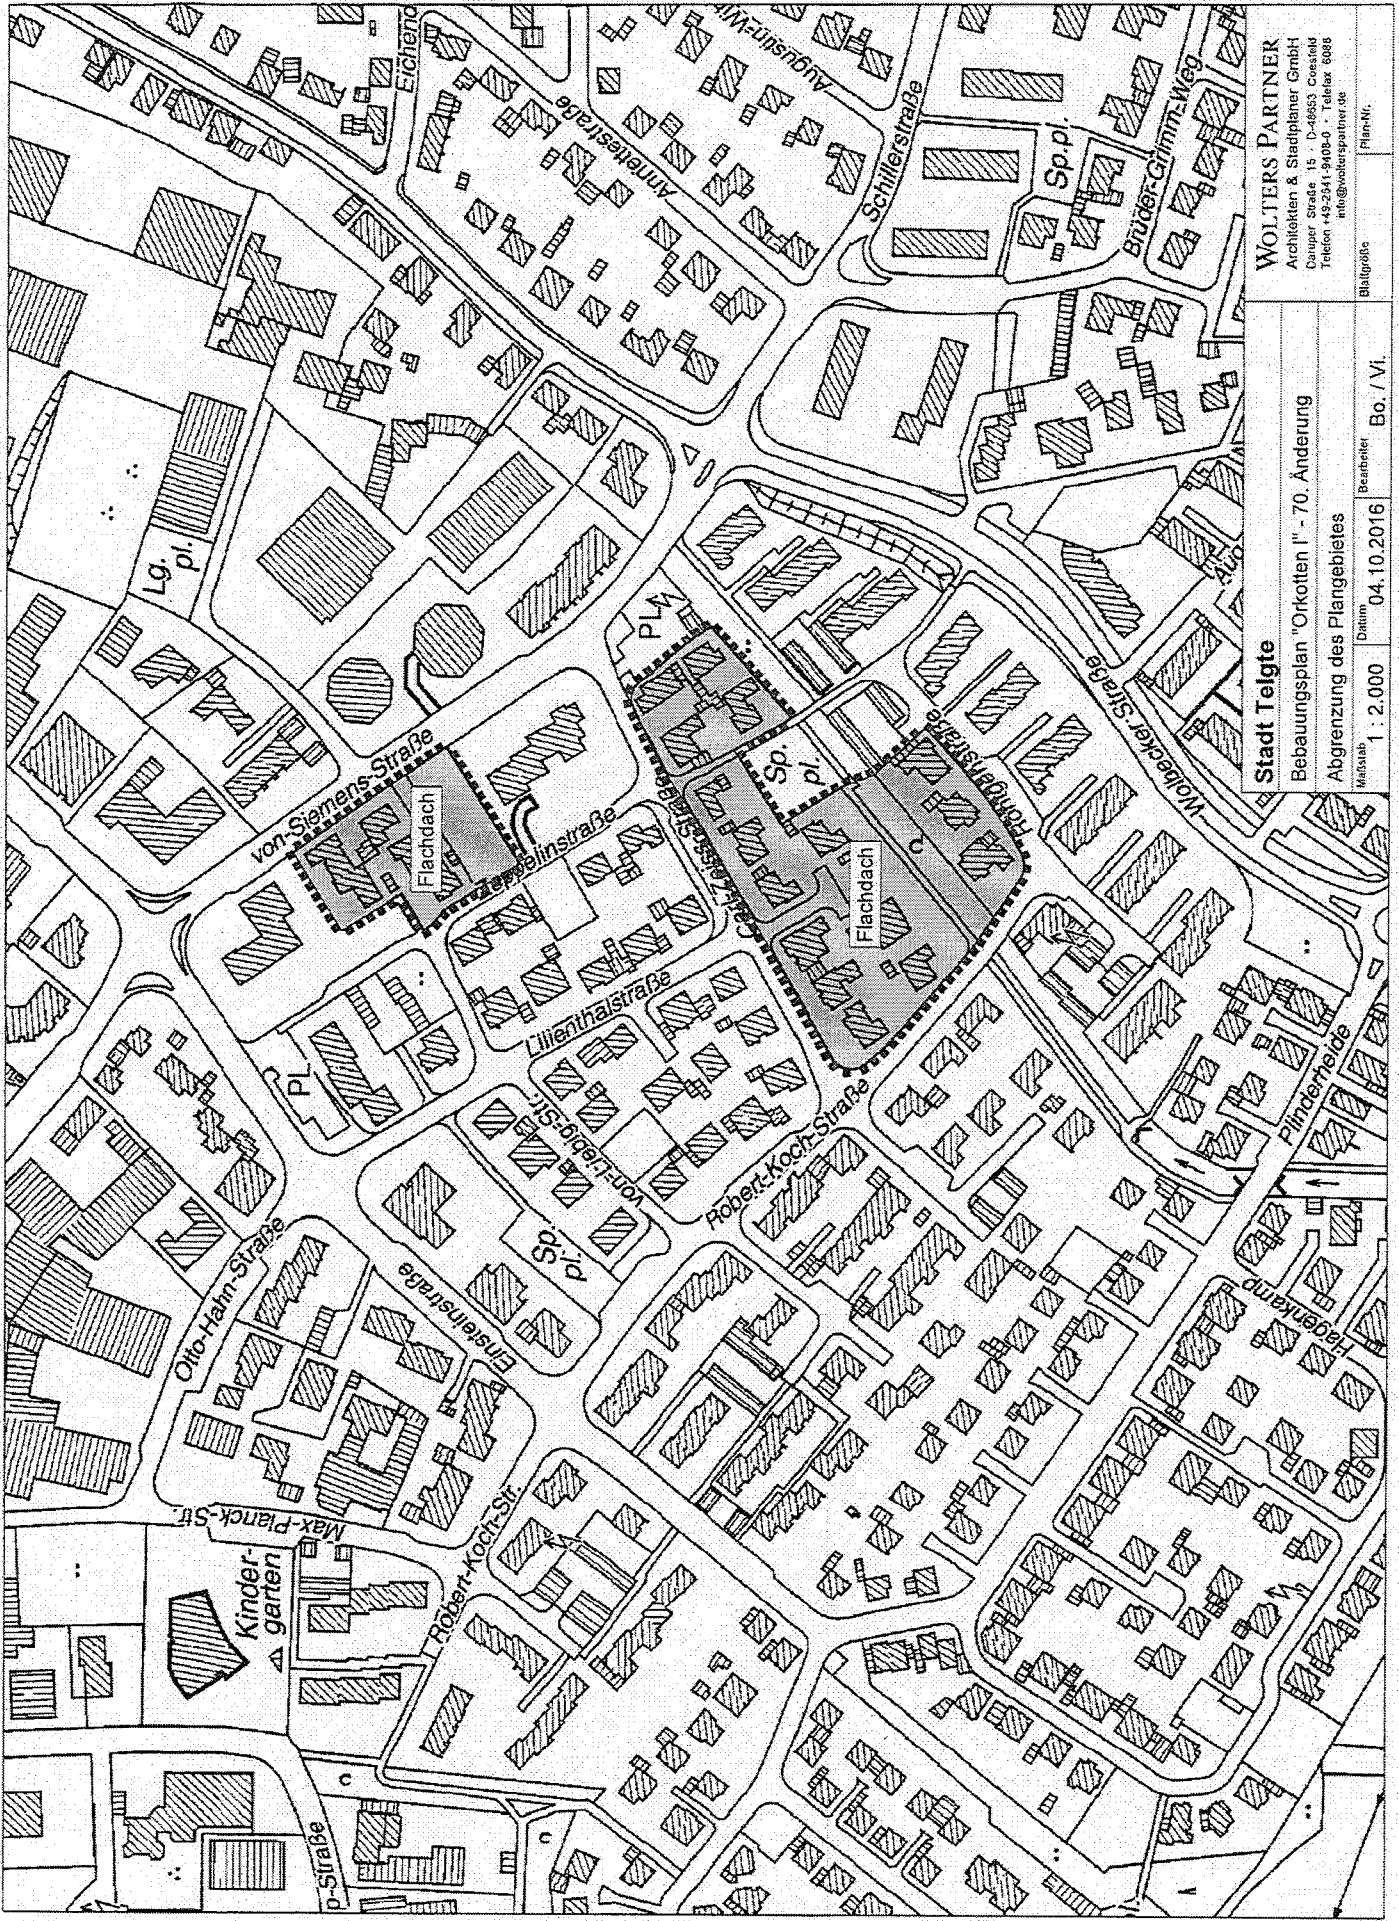 Eichend
Annettestraße
Schillerstraße
Sp.pl.
Brüder-Grimm-Weg
Lg.
pl.
von-Siemens-Straße
Flachdach
Zeppelinstraße
PL
Sp.
pl.
Carl-Zeiss-Straße
Flachdach
Lilienthalstraße
von-Liebig-Str.
Robert-Koch-Straße
Röntgenstraße
Wolbecker Straße
PL
Sp.
pl.
Otto-Hahn-Straße
Einsteinstraße
Max-Planck-Str.
Robert-Koch-Str.
Kinder-
garten
Plinderheide
Hagenkamp
p-Straße
WOLTERS PARTNER
Architekten & Stadtplaner GmbH
Daruper Straße 15 · D-48653 Coesfeld
Telefon +49-2541-9408-0 · Telefax 6088
info@wolterspartner.de
Stadt Telgte
Bebauungsplan "Orkotten I" - 70. Änderung
Abgrenzung des Plangebietes
Maßstab 1 : 2.000 Datum 04.10.2016 Bearbeiter Bo. / Vi. Blattgröße Plan-Nr.